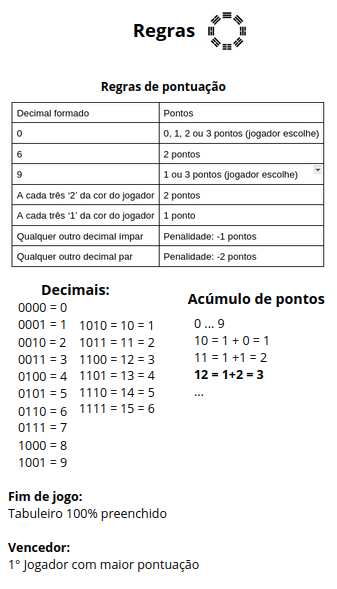 Regras
Regras de pontuação
Decimal formado Pontos
0 0, 1, 2 ou 3 pontos (jogador escolhe)
6 2 pontos
9 1 ou 3 pontos (jogador escolhe)
A cada três ‘2’ da cor do jogador 2 pontos
A cada três ‘1’ da cor do jogador 1 ponto
Qualquer outro decimal ímpar Penalidade: -1 pontos
Qualquer outro decimal par Penalidade: -2 pontos
Decimais:
0000 = 0
0001 = 1
0010 = 2
0011 = 3
0100 = 4
0101 = 5
0110 = 6
0111 = 7
1000 = 8
1001 = 9
1010 = 10 = 1
1011 = 11 = 2
1100 = 12 = 3
1101 = 13 = 4
1110 = 14 = 5
1111 = 15 = 6
Acúmulo de pontos
0 ... 9
10 = 1 + 0 = 1
11 = 1 +1 = 2
12 = 1+2 = 3
...
Fim de jogo:
Tabuleiro 100% preenchido
Vencedor:
1° Jogador com maior pontuação